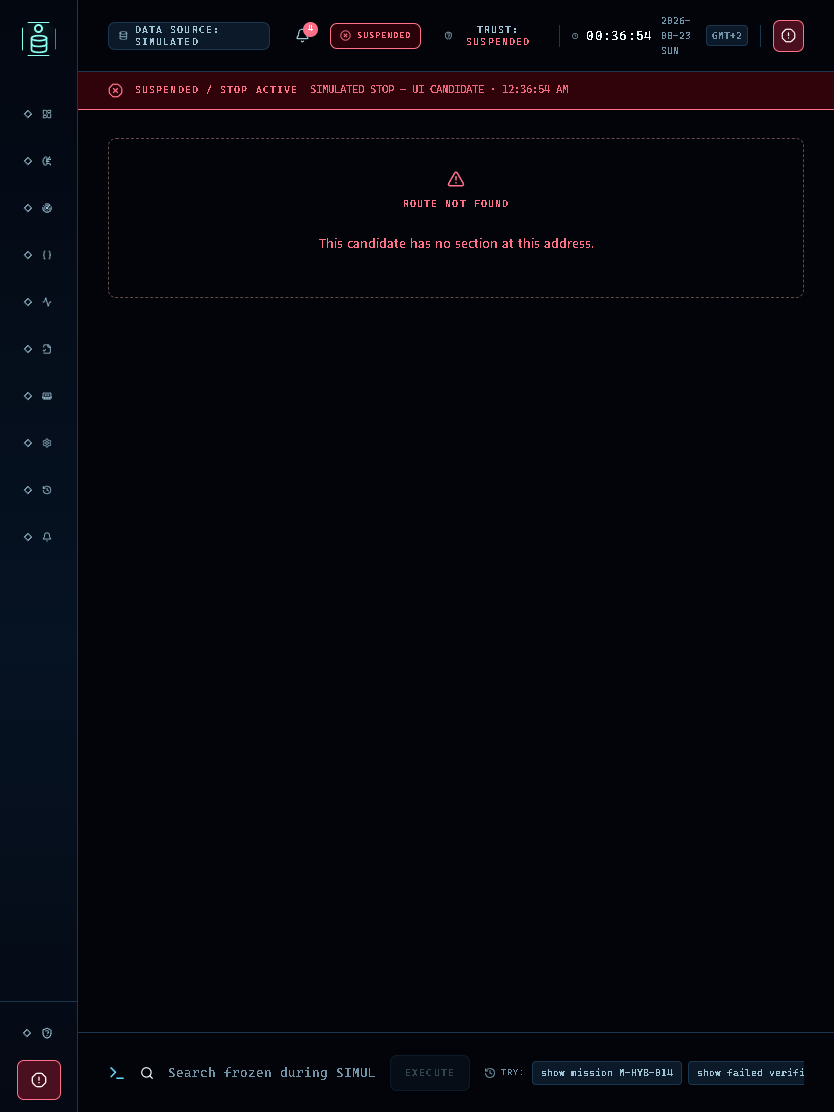 DATA SOURCE:
SIMULATED
4
SUSPENDED
TRUST:
SUSPENDED
00:36:54
2026-
08-23
SUN
GMT+2
SUSPENDED / STOP ACTIVE SIMULATED STOP — UI CANDIDATE · 12:36:54 AM
ROUTE NOT FOUND
This candidate has no section at this address.
Search frozen during SIMUL
EXECUTE
TRY:
show mission M-HYB-014
show failed verifi